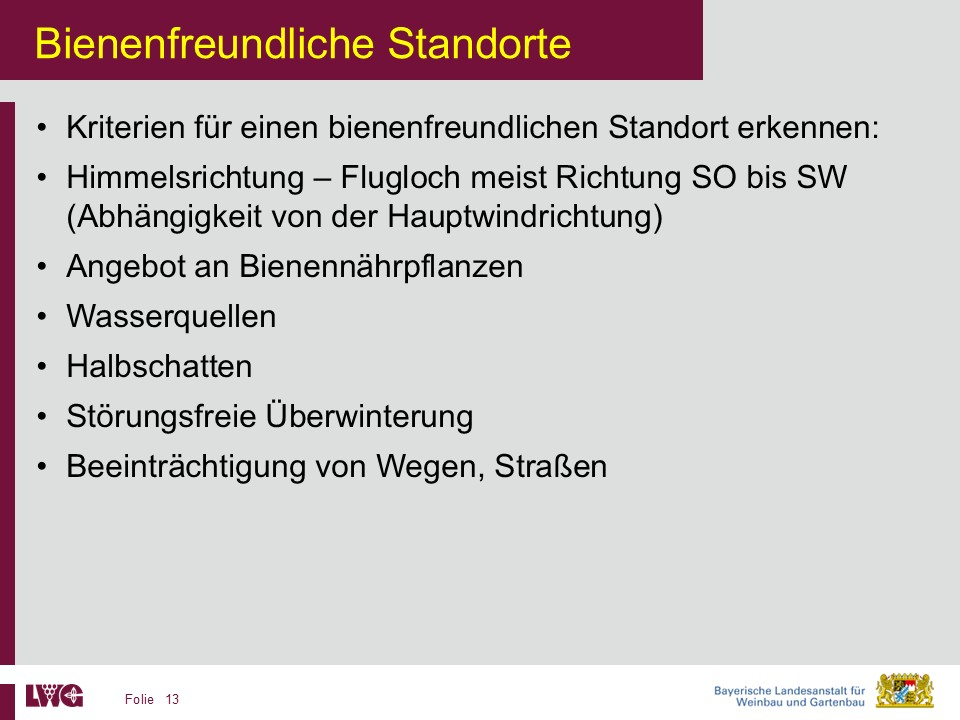 Bienenfreundliche Standorte
• Kriterien für einen bienenfreundlichen Standort erkennen:
• Himmelsrichtung – Flugloch meist Richtung SO bis SW
(Abhängigkeit von der Hauptwindrichtung)
• Angebot an Bienennährpflanzen
• Wasserquellen
• Halbschatten
• Störungsfreie Überwinterung
• Beeinträchtigung von Wegen, Straßen
LWG
Folie 13
Bayerische Landesanstalt für
Weinbau und Gartenbau